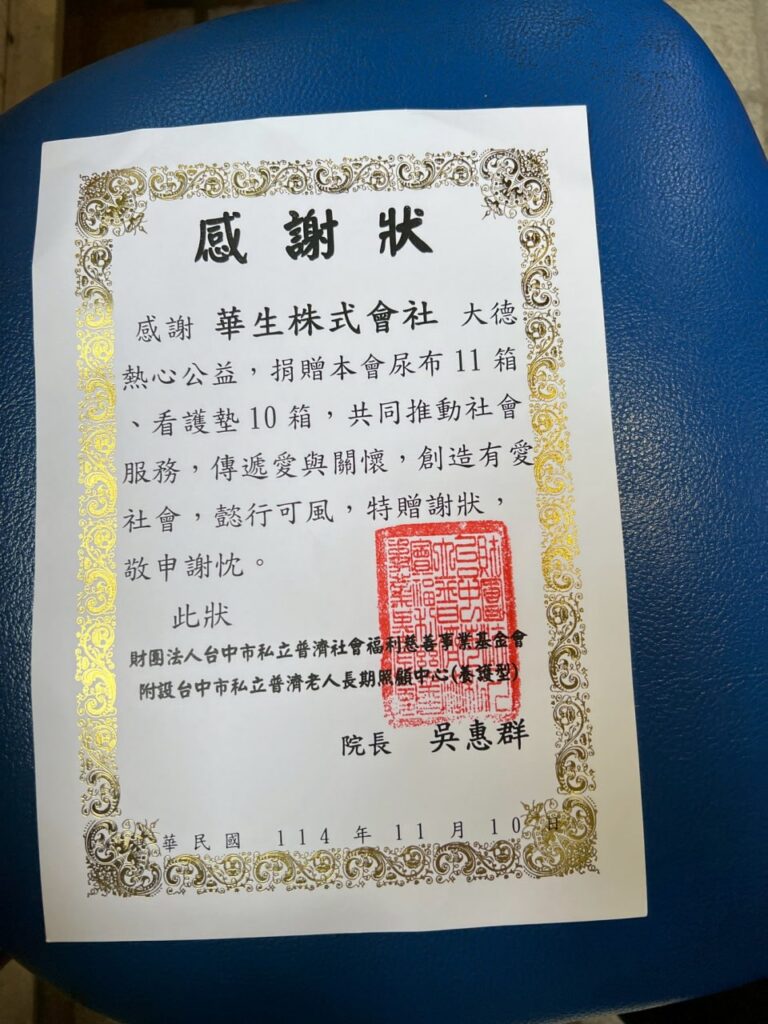 感謝狀
感謝 華生株式會社 大德
熱心公益，捐贈本會尿布11箱
、看護墊10箱，共同推動社會
服務，傳遞愛與關懷，創造有愛
社會，懿行可風，特贈謝狀，
敬申謝忱。
此狀
財團法人台中市私立普濟社會福利慈善事業基金會
附設台中市私立普濟老人長期照顧中心(養護型)
院長 吳惠群
華民國 114 年 11 月 10 日